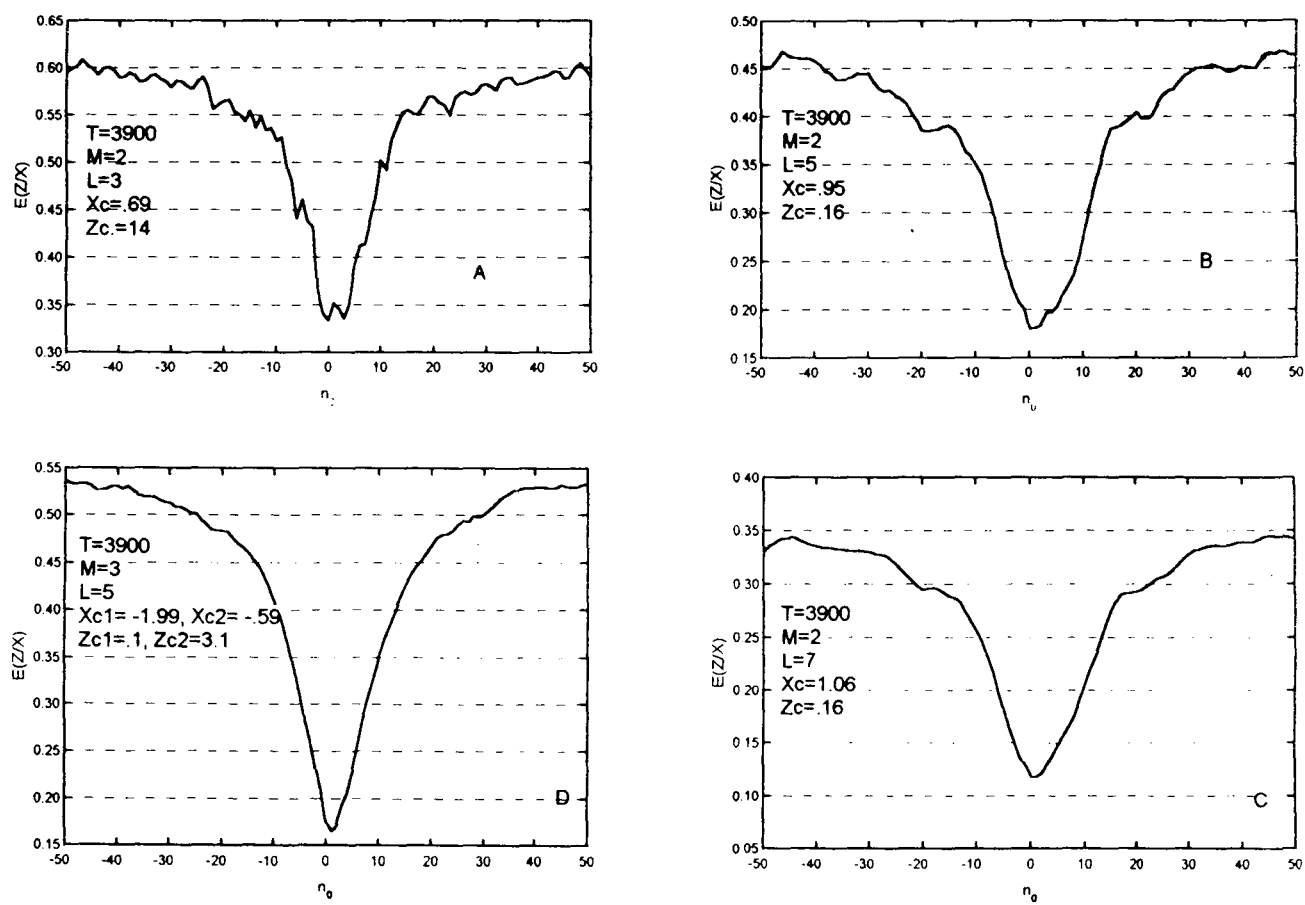 E(Z/X)
0.65
0.60
0.55
0.50
0.45
0.40
0.35
0.30
T=3900
M=2
L=3
Xc=.69
Zc.=14
A
-50 -40 -30 -20 -10 0 10 20 30 40 50
E(Z/X)
0.50
0.45
0.40
0.35
0.30
0.25
0.20
0.15
T=3900
M=2
L=5
Xc=.95
Zc=.16
B
-50 -40 -30 -20 -10 0 10 20 30 40 50
E(Z/X)
0.55
0.50
0.45
0.40
0.35
0.30
0.25
0.20
0.15
T=3900
M=3
L=5
Xc1= -1.99, Xc2= -.59
Zc1=.1, Zc2=3.1
D
-50 -40 -30 -20 -10 0 10 20 30 40 50
n0
E(Z/X)
0.40
0.35
0.30
0.25
0.20
0.15
0.10
0.05
T=3900
M=2
L=7
Xc=1.06
Zc=.16
C
-50 -40 -30 -20 -10 0 10 20 30 40 50
n0